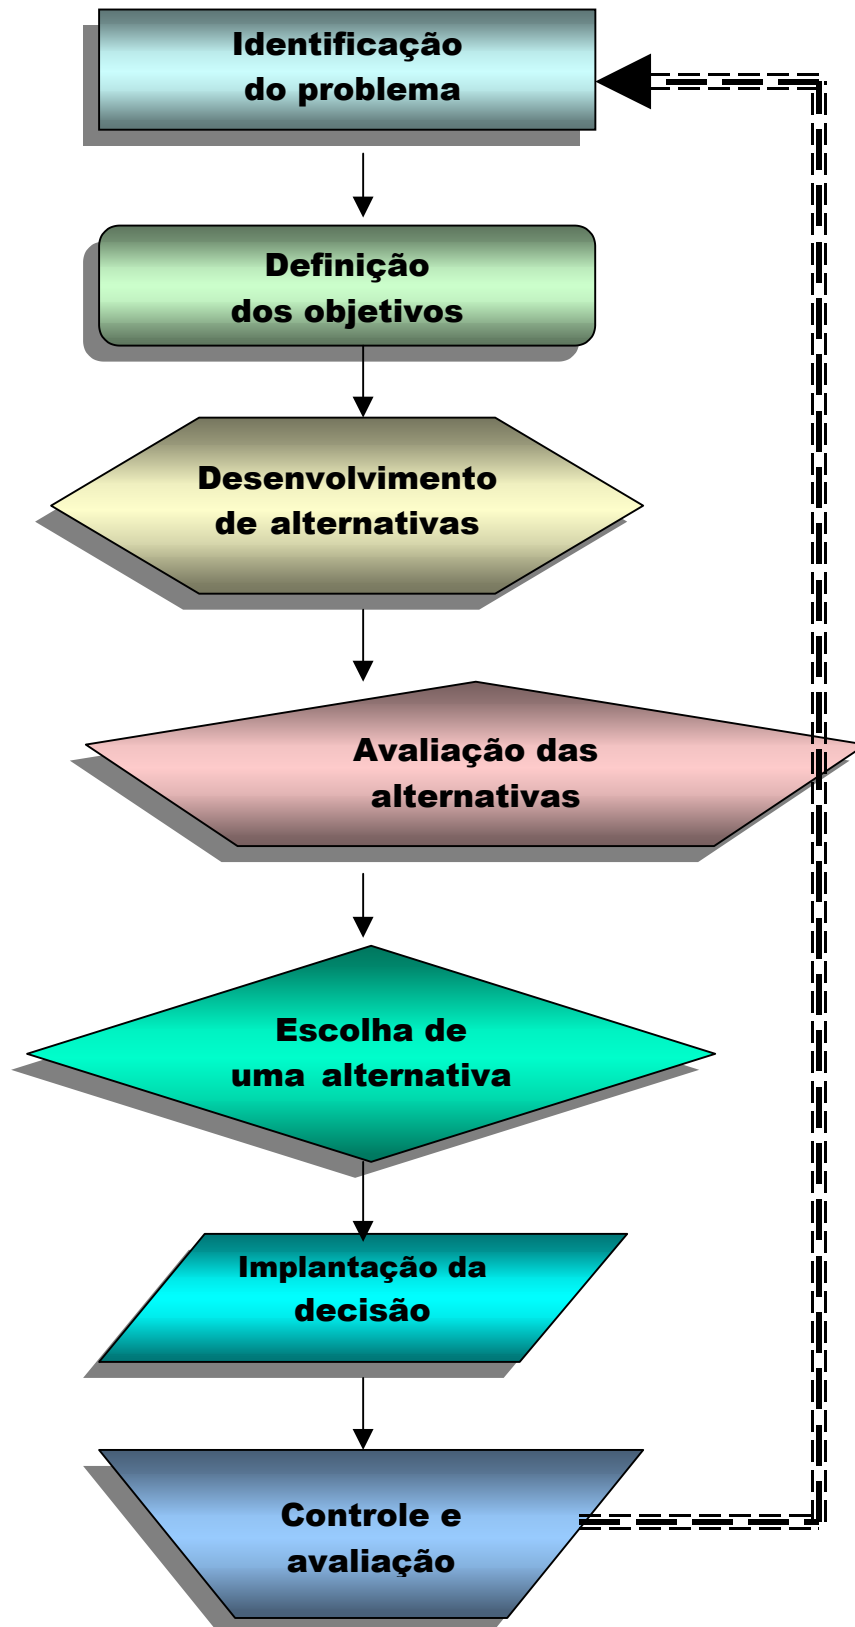 Identificação
do problema
Definição
dos objetivos
Desenvolvimento
de alternativas
Avaliação das
alternativas
Escolha de
uma alternativa
Implantação da
decisão
Controle e
avaliação